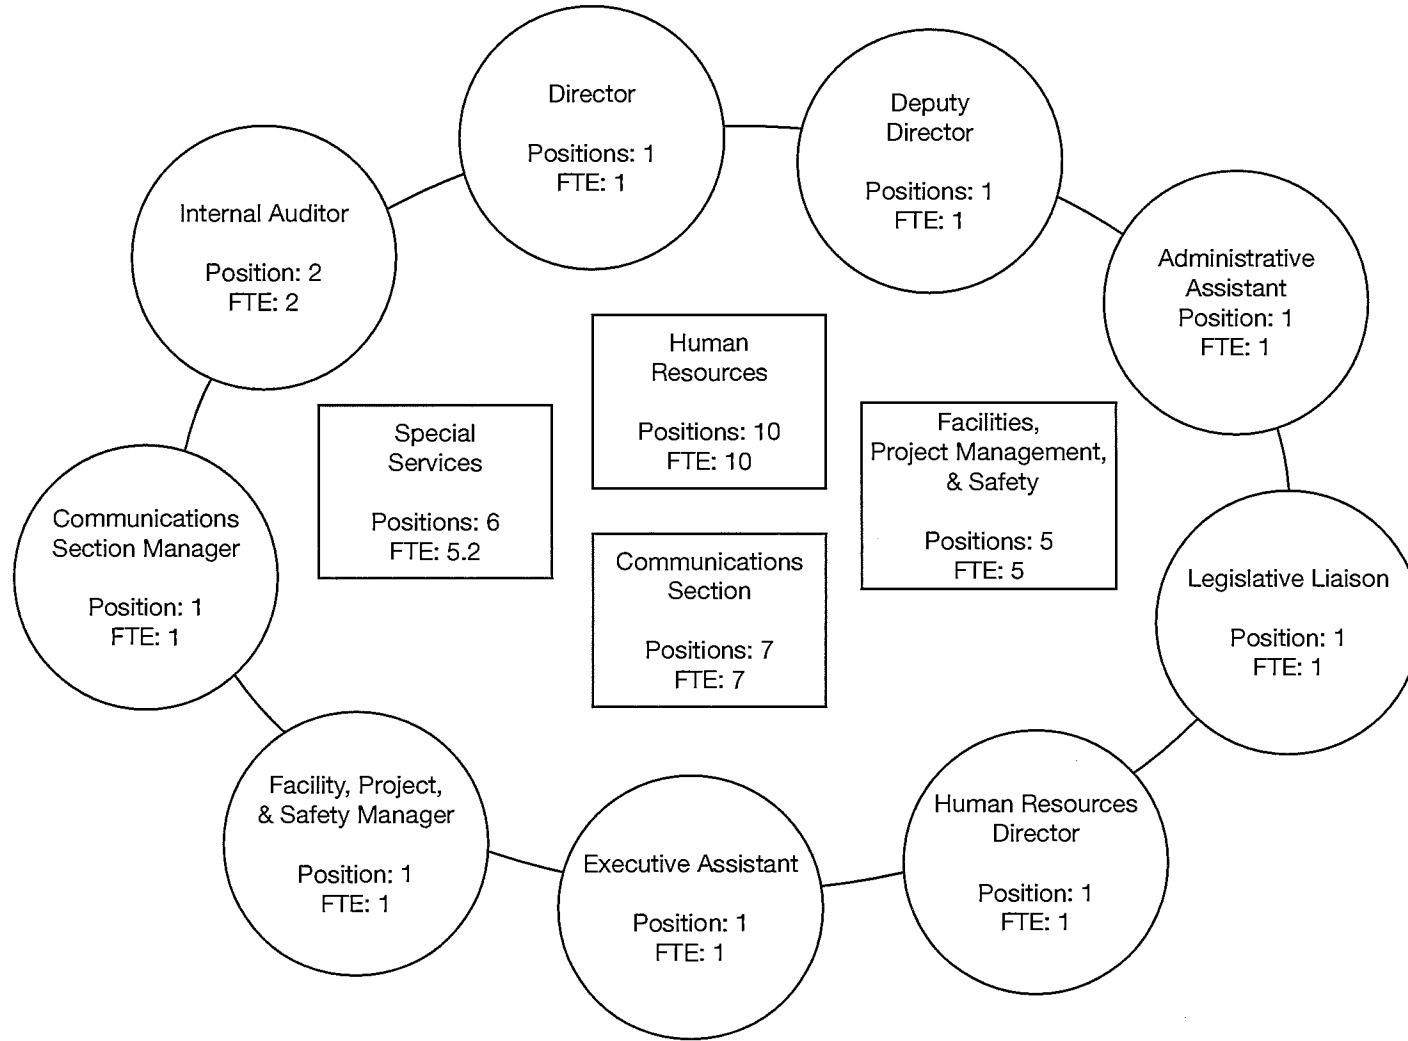 Director
Positions: 1
FTE: 1
Deputy
Director
Positions: 1
FTE: 1
Internal Auditor
Position: 2
FTE: 2
Administrative
Assistant
Position: 1
FTE: 1
Human
Resources
Positions: 10
FTE: 10
Special
Services
Positions: 6
FTE: 5.2
Facilities,
Project Management,
& Safety
Positions: 5
FTE: 5
Communications
Section Manager
Position: 1
FTE: 1
Communications
Section
Positions: 7
FTE: 7
Legislative Liaison
Position: 1
FTE: 1
Facility, Project,
& Safety Manager
Position: 1
FTE: 1
Executive Assistant
Position: 1
FTE: 1
Human Resources
Director
Position: 1
FTE: 1